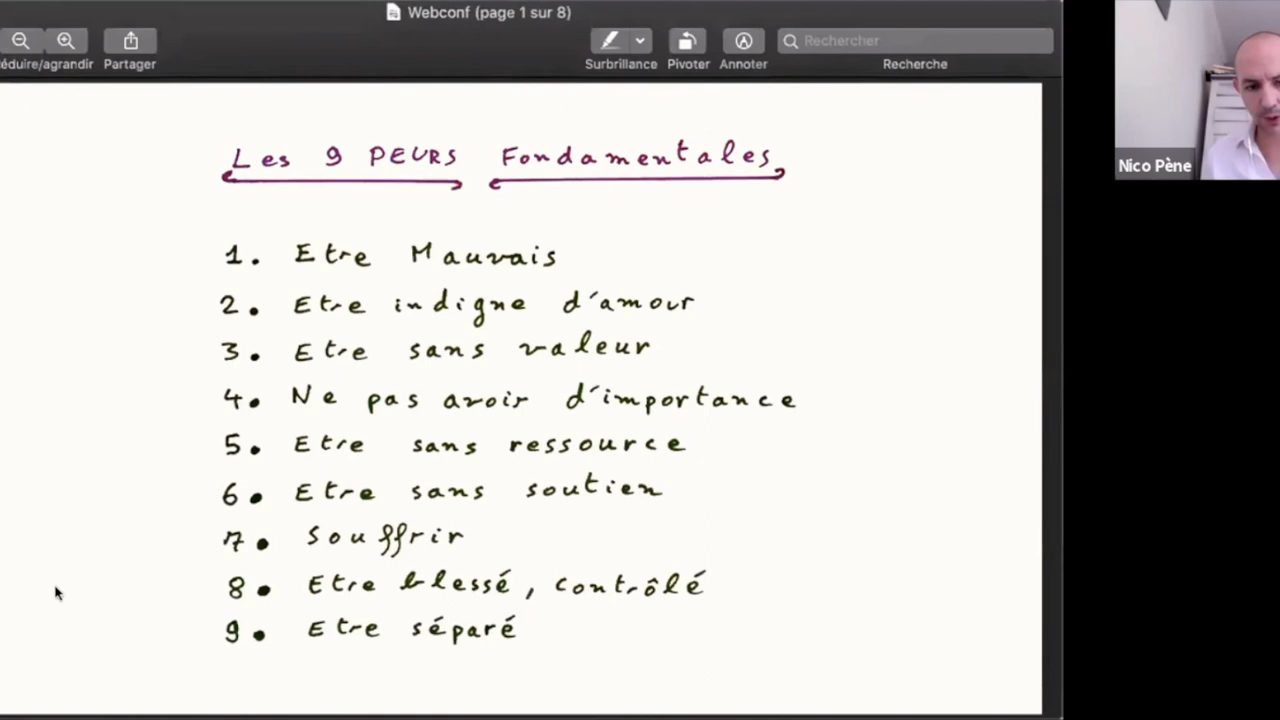 Webconf (page 1 sur 8)
éduire/agrandir Partager Surbrillance Pivoter Annoter Rechercher Recherche
Les 9 PEURS Fondamentales
1. Etre Mauvais
2. Etre indigne d'amour
3. Etre sans valeur
4. Ne pas avoir d'importance
5. Etre sans ressource
6. Etre sans soutien
7. Souffrir
8. Etre blessé, contrôlé
9. Etre séparé
Nico Pène